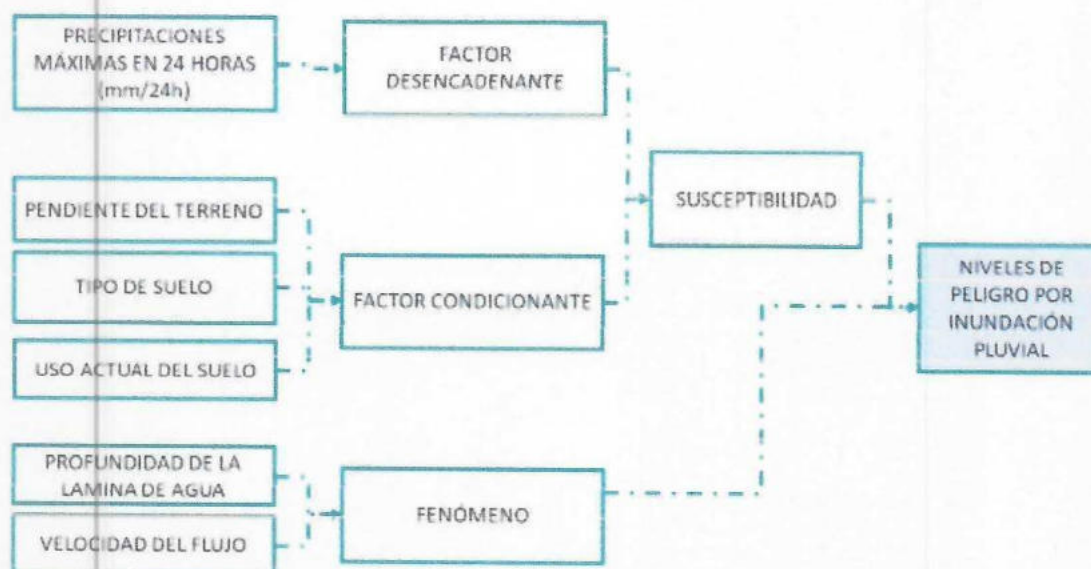 PRECIPITACIONES
MÁXIMAS EN 24 HORAS
(mm/24h)
FACTOR
DESENCADENANTE
PENDIENTE DEL TERRENO
TIPO DE SUELO
USO ACTUAL DEL SUELO
FACTOR CONDICIONANTE
SUSCEPTIBILIDAD
PROFUNDIDAD DE LA
LAMINA DE AGUA
VELOCIDAD DEL FLUJO
FENÓMENO
NIVELES DE
PELIGRO POR
INUNDACIÓN
PLUVIAL